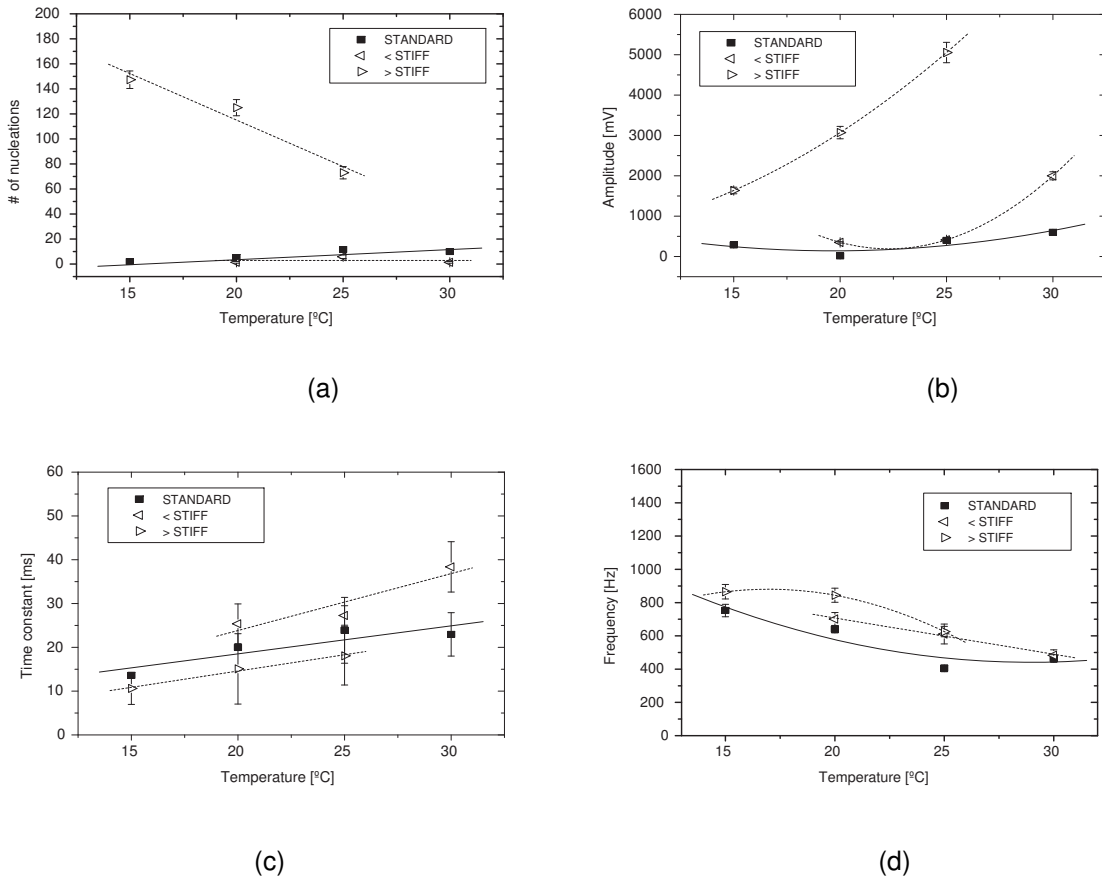 200
180
160
140
120
100
80
60
40
20
0
# of nucleations
STANDARD
< STIFF
> STIFF
15 20 25 30
Temperature [ºC]
(a)
6000
5000
4000
3000
2000
1000
0
Amplitude [mV]
STANDARD
< STIFF
> STIFF
15 20 25 30
Temperature [ºC]
(b)
60
50
40
30
20
10
0
Time constant [ms]
STANDARD
< STIFF
> STIFF
15 20 25 30
Temperature [ºC]
(c)
1600
1400
1200
1000
800
600
400
200
0
Frequency [Hz]
STANDARD
< STIFF
> STIFF
15 20 25 30
Temperature [ºC]
(d)